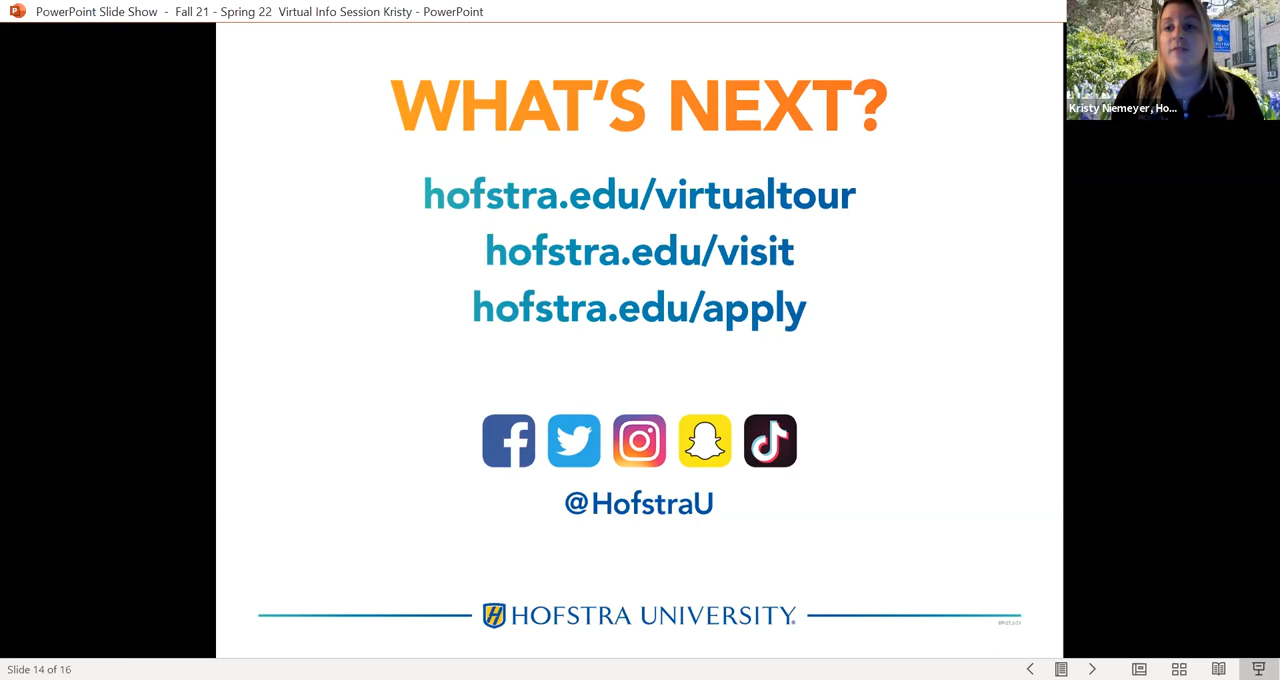 PowerPoint Slide Show - Fall 21 - Spring 22 Virtual Info Session Kristy - PowerPoint
Kristy Niemeyer, Ho...
WHAT'S NEXT?
hofstra.edu/virtualtour
hofstra.edu/visit
hofstra.edu/apply
@HofstraU
HOFSTRA UNIVERSITY®
Slide 14 of 16